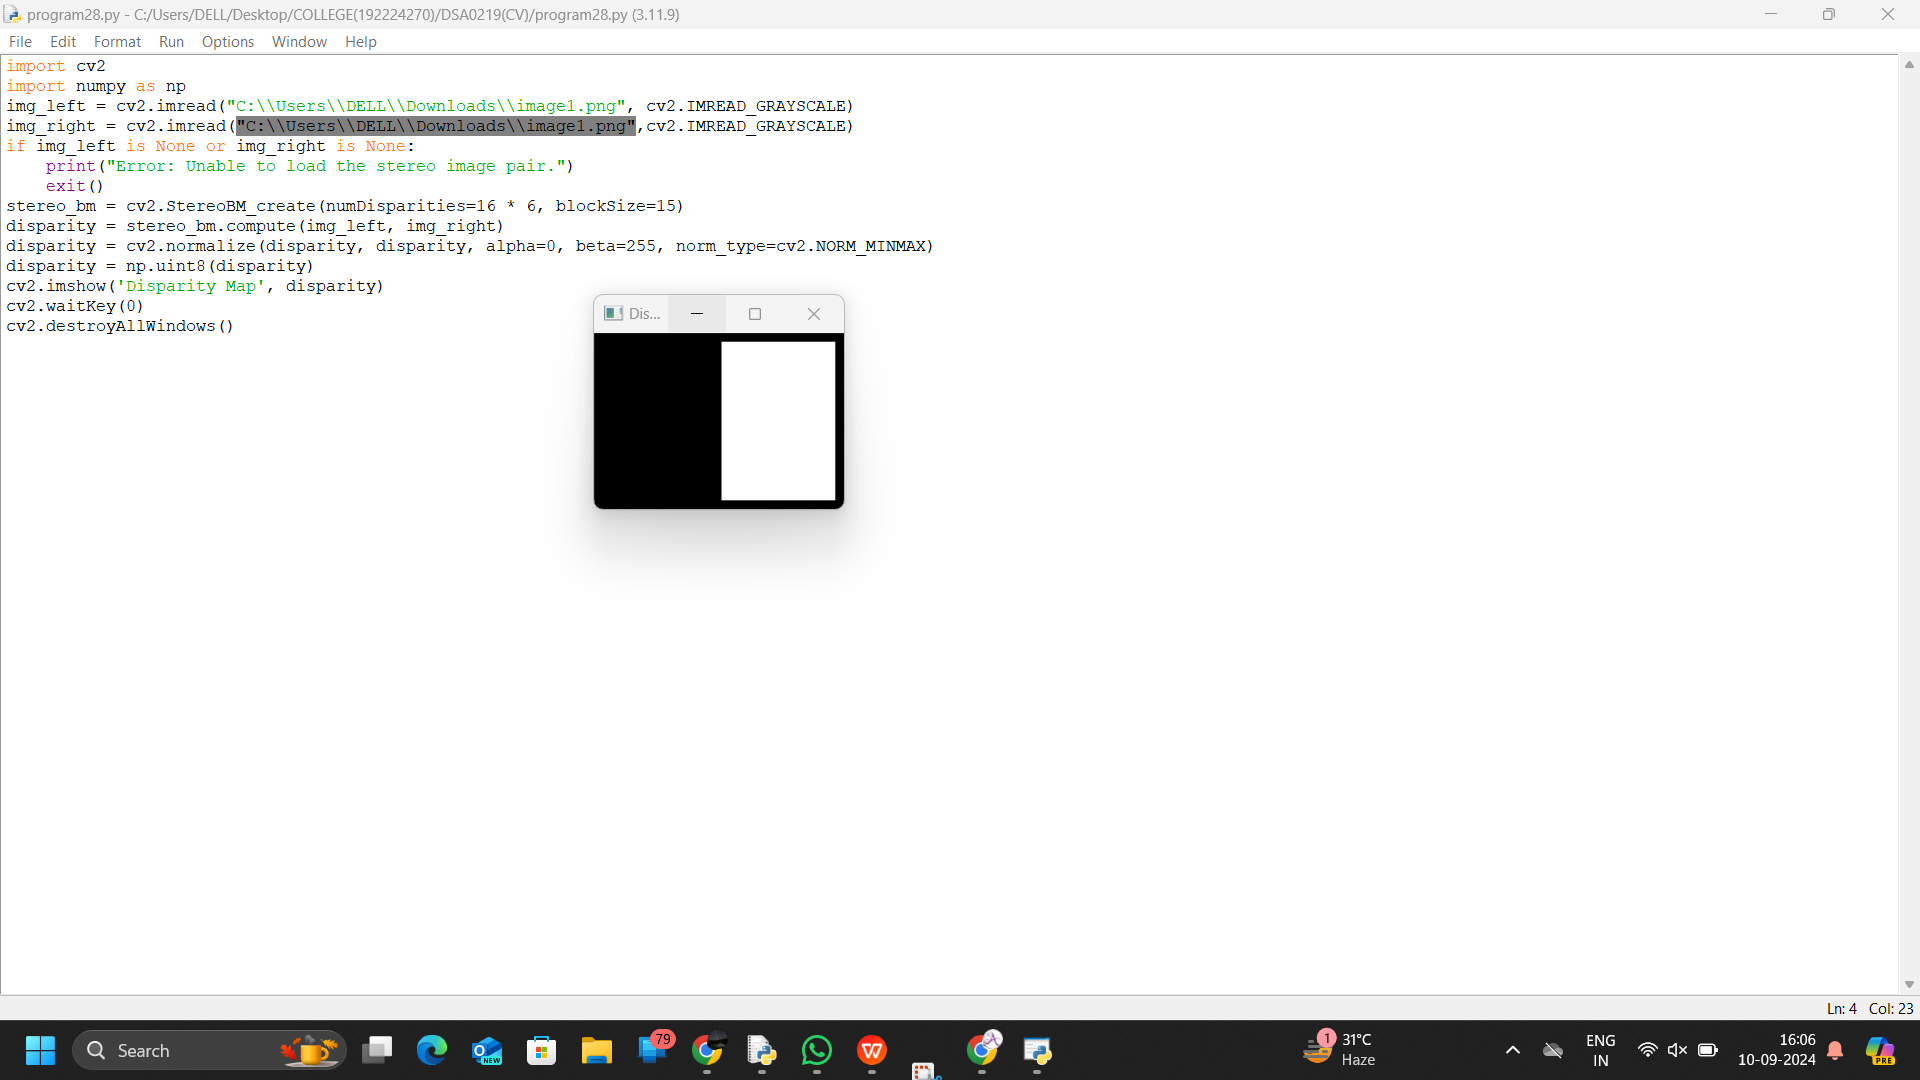 program28.py - C:/Users/DELL/Desktop/COLLEGE(192224270)/DSA0219(CV)/program28.py (3.11.9)
File Edit Format Run Options Window Help
import cv2
import numpy as np
img_left = cv2.imread("C:\\Users\\DELL\\Downloads\\image1.png", cv2.IMREAD_GRAYSCALE)
img_right = cv2.imread("C:\\Users\\DELL\\Downloads\\image1.png",cv2.IMREAD_GRAYSCALE)
if img_left is None or img_right is None:
    print("Error: Unable to load the stereo image pair.")
    exit()
stereo_bm = cv2.StereoBM_create(numDisparities=16 * 6, blockSize=15)
disparity = stereo_bm.compute(img_left, img_right)
disparity = cv2.normalize(disparity, disparity, alpha=0, beta=255, norm_type=cv2.NORM_MINMAX)
disparity = np.uint8(disparity)
cv2.imshow('Disparity Map', disparity)
cv2.waitKey(0)
cv2.destroyAllWindows()
Dis...
Ln: 4 Col: 23
Search
NEW
79
W
1
31°C
Haze
ENG
IN
16:06
10-09-2024
PRE